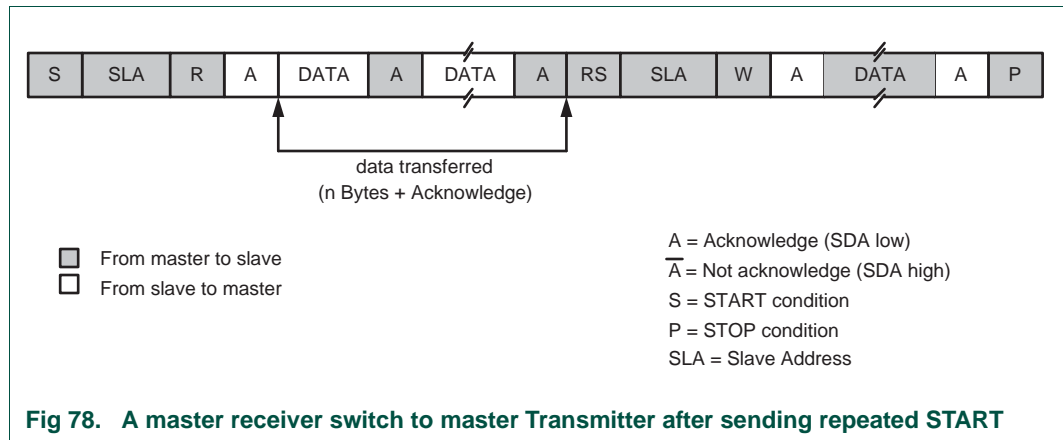 S SLA R A DATA A DATA A RS SLA W A DATA A P
data transferred
(n Bytes + Acknowledge)
From master to slave
From slave to master
A = Acknowledge (SDA low)
A̅ = Not acknowledge (SDA high)
S = START condition
P = STOP condition
SLA = Slave Address
Fig 78. A master receiver switch to master Transmitter after sending repeated START